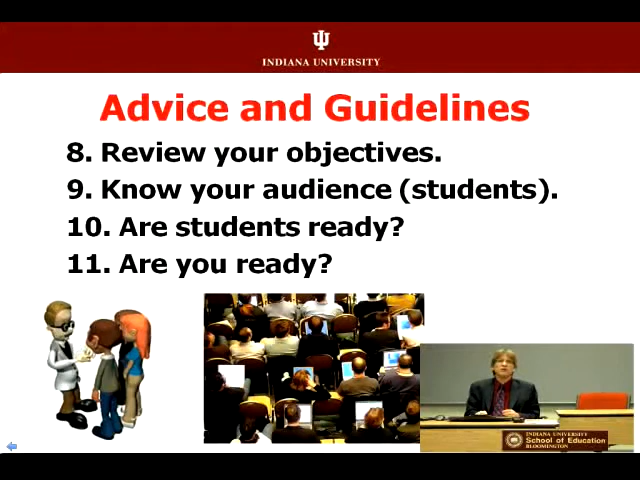 INDIANA UNIVERSITY
Advice and Guidelines
8. Review your objectives.
9. Know your audience (students).
10. Are students ready?
11. Are you ready?
INDIANA UNIVERSITY
School of Education
BLOOMINGTON